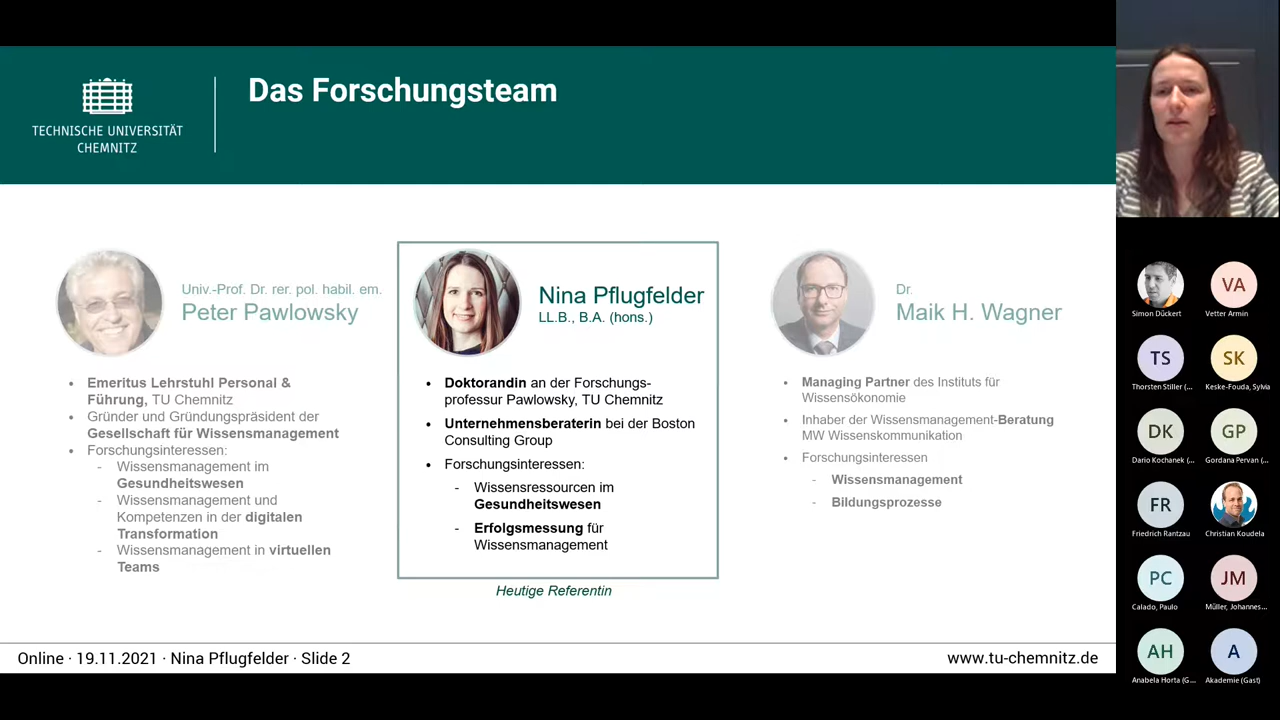 TECHNISCHE UNIVERSITÄT
CHEMNITZ
Das Forschungsteam
Univ.-Prof. Dr. rer. pol. habil. em.
Peter Pawlowsky
• Emeritus Lehrstuhl Personal &
Führung, TU Chemnitz
• Gründer und Gründungspräsident der
Gesellschaft für Wissensmanagement
• Forschungsinteressen:
- Wissensmanagement im
Gesundheitswesen
- Wissensmanagement und
Kompetenzen in der digitalen
Transformation
- Wissensmanagement in virtuellen
Teams
Nina Pflugfelder
LL.B., B.A. (hons.)
• Doktorandin an der Forschungs-
professur Pawlowsky, TU Chemnitz
• Unternehmensberaterin bei der Boston
Consulting Group
• Forschungsinteressen:
- Wissensressourcen im
Gesundheitswesen
- Erfolgsmessung für
Wissensmanagement
Heutige Referentin
Dr.
Maik H. Wagner
• Managing Partner des Instituts für
Wissensökonomie
• Inhaber der Wissensmanagement-Beratung
MW Wissenskommunikation
• Forschungsinteressen
- Wissensmanagement
- Bildungsprozesse
Online · 19.11.2021 · Nina Pflugfelder · Slide 2
www.tu-chemnitz.de
VA
Simon Dückert
Vetter Armin
TS
SK
Thorsten Stiller (...
Keske-Fouda, Sylvia
DK
GP
Dario Kochanek (...
Gordana Pervan (...
FR
Friedrich Rantzau
Christian Koudela
PC
JM
Calado, Paulo
Müller, Johannes...
AH
A
Anabela Horta (G...
Akademie (Gast)